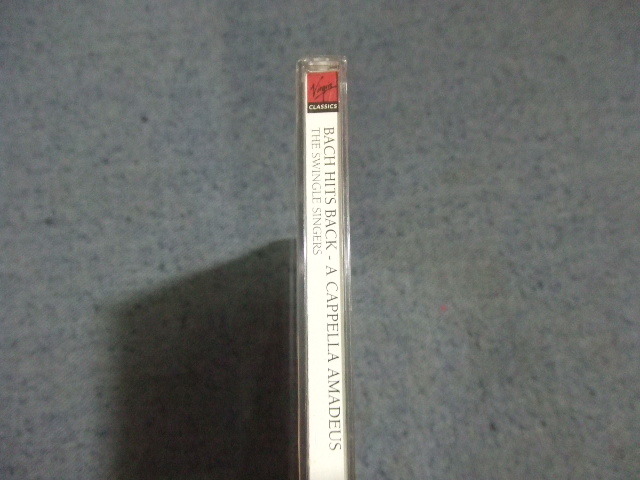 Virgin
CLASSICS
BACH HITS BACK - A CAPPELLA AMADEUS
THE SWINGLE SINGERS